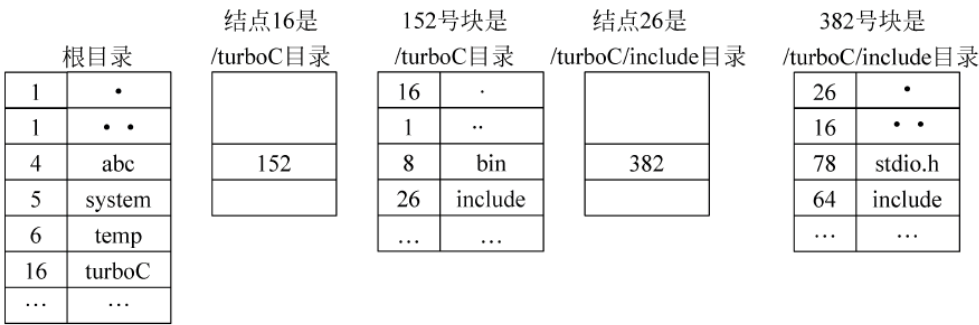 根目录
1 •
1 • •
4 abc
5 system
6 temp
16 turboC
… …
结点16是
/turboC目录
152
152号块是
/turboC目录
16 .
1 ..
8 bin
26 include
… …
结点26是
/turboC/include目录
382
382号块是
/turboC/include目录
26 •
16 • •
78 stdio.h
64 include
… …